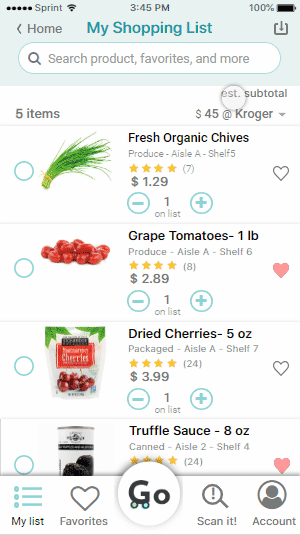 Sprint 3:45 PM 100%
Home My Shopping List
Search product, favorites, and more
est. subtotal
5 items $ 45 @ Kroger
Fresh Organic Chives
Produce - Aisle A - Shelf5
(7)
$ 1.29
1
on list
Grape Tomatoes- 1 lb
Produce - Aisle A - Shelf 6
(8)
$ 2.89
1
on list
Dried Cherries- 5 oz
Packaged - Aisle A - Shelf 7
(24)
$ 3.99
1
on list
Cherries
Truffle Sauce - 8 oz
Canned - Aisle 2 - Shelf 4
(24)
Go
My list Favorites Scan it! Account